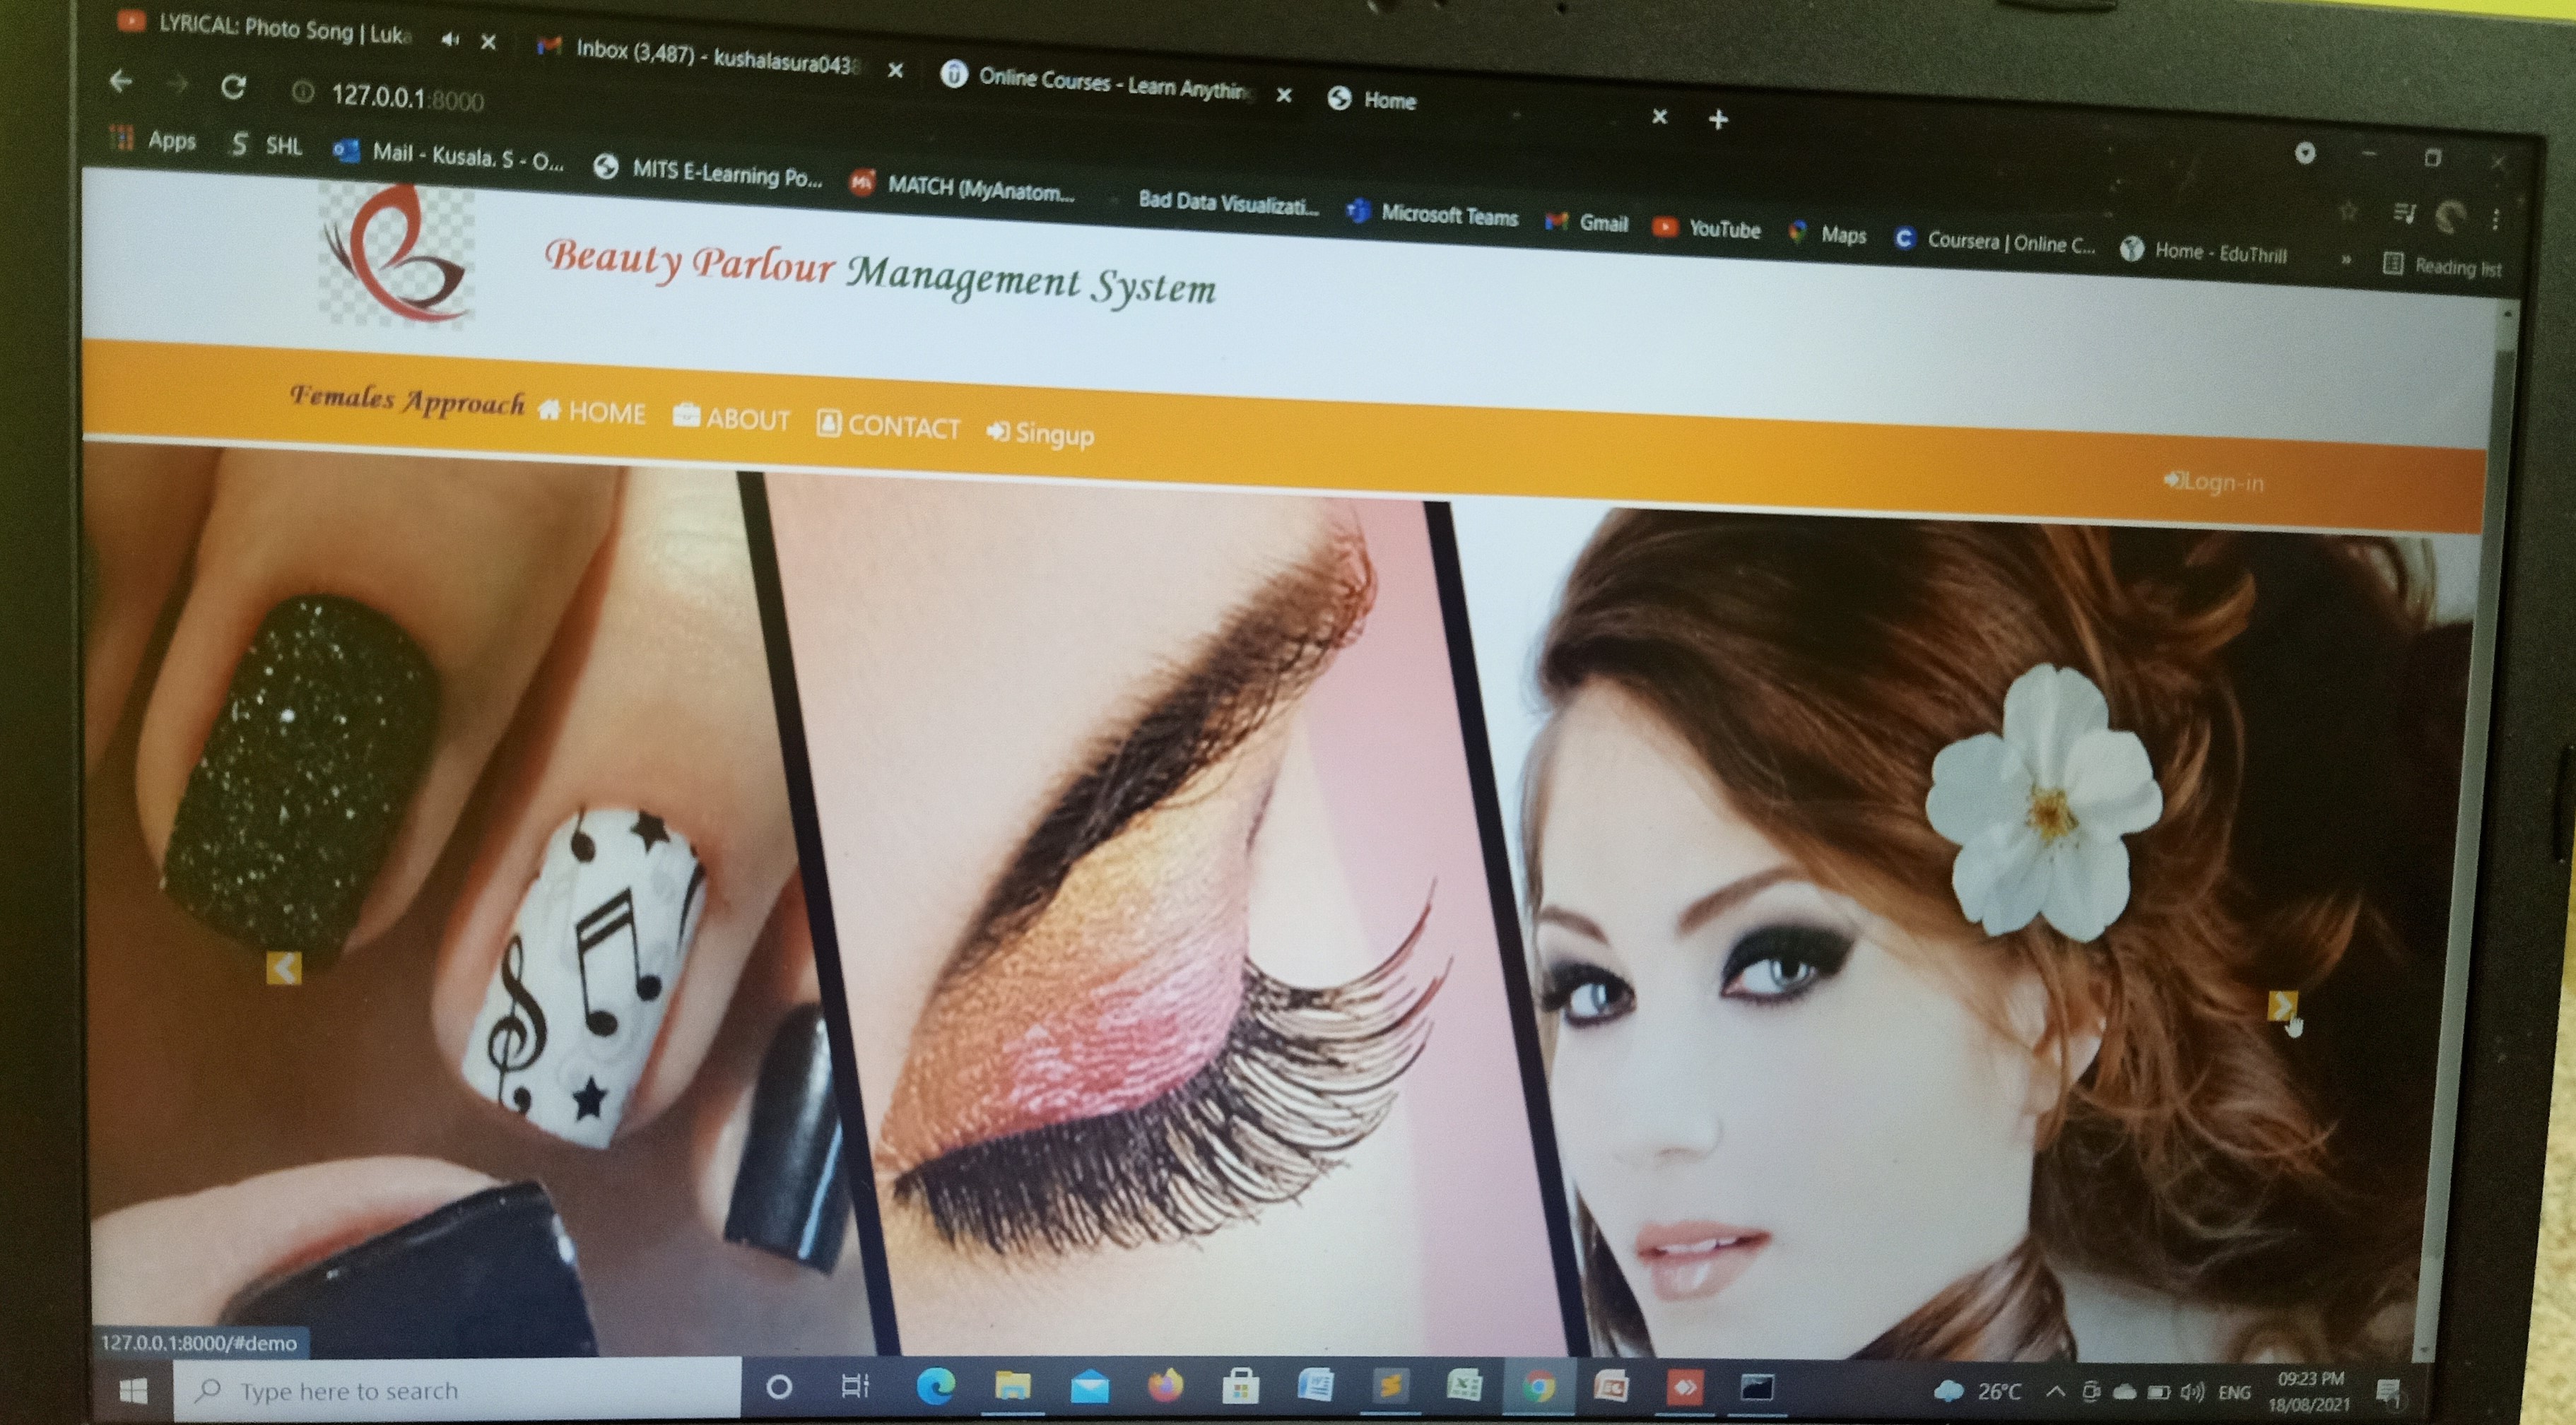 LYRICAL: Photo Song | Luka
Inbox (3,487) - kushalasura043
Online Courses - Learn Anythin
Home
127.0.0.1:8000
Apps
SHL
Mail - Kusala. S - O...
MITS E-Learning Po...
MATCH (MyAnatom...
Bad Data Visualizati...
Microsoft Teams
Gmail
YouTube
Maps
Coursera | Online C...
Home - EduThrill
»
Reading list
Beauty Parlour Management System
Females Approach HOME ABOUT CONTACT Singup
Logn-in
127.0.0.1:8000/#demo
Type here to search
26°C
ENG
09:23 PM
18/08/2021